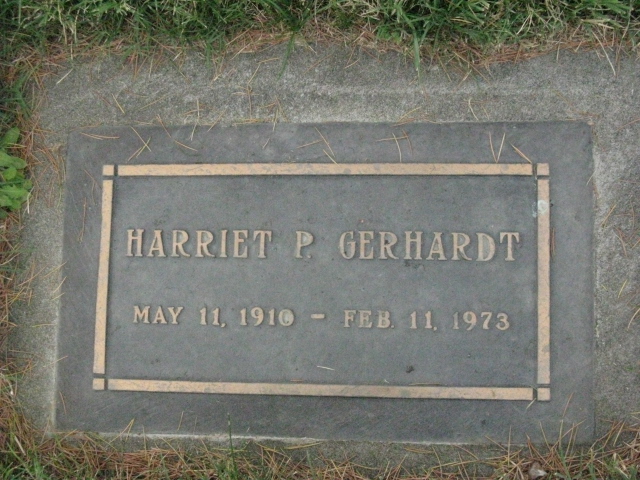 HARRIET P. GERHARDT
MAY 11, 1910 - FEB. 11, 1973